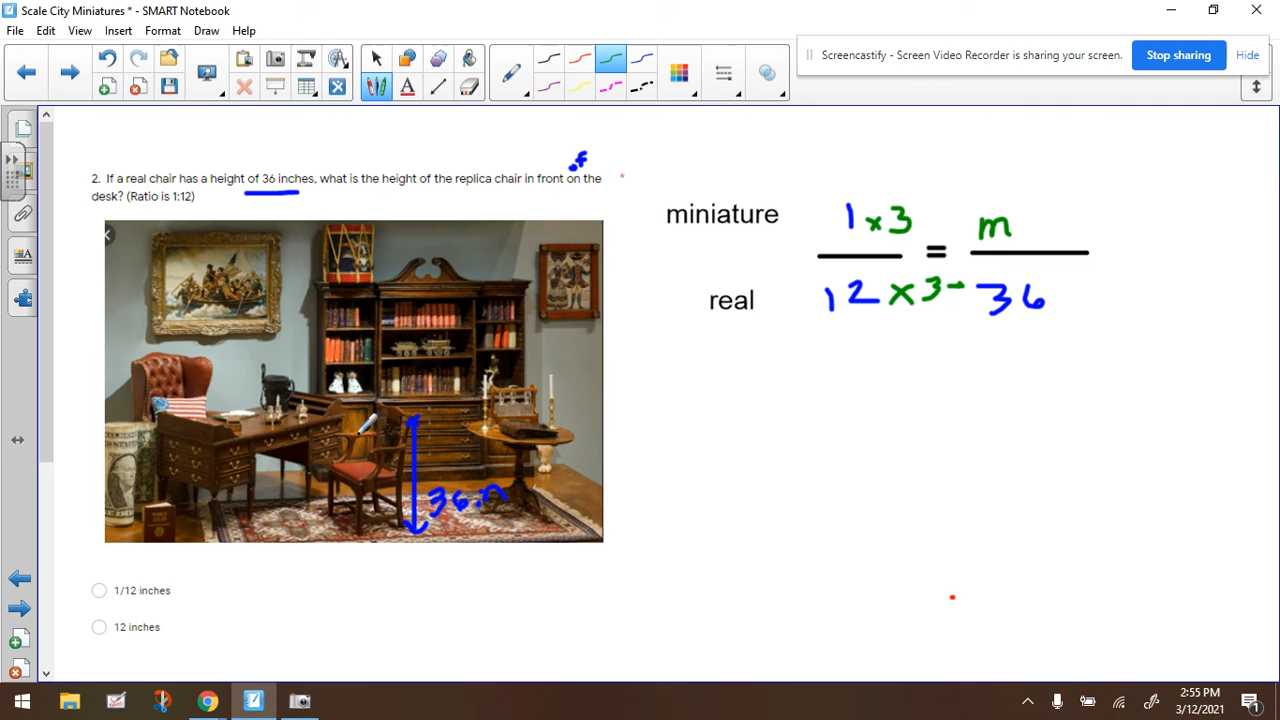 Scale City Miniatures * - SMART Notebook
File Edit View Insert Format Draw Help
Screencastify - Screen Video Recorder is sharing your screen. Stop sharing Hide
.f
2. If a real chair has a height of 36 inches, what is the height of the replica chair in front on the *
desk? (Ratio is 1:12)
miniature 1 x 3 = m
real 12 x 3 - 36
36 in
1/12 inches
12 inches
2:55 PM
3/12/2021